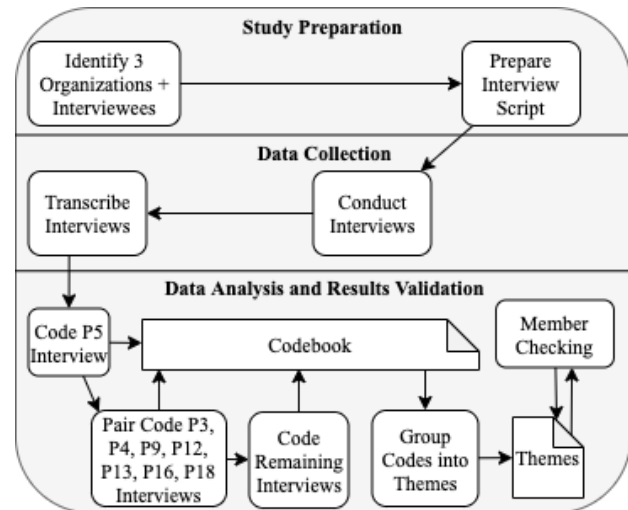 Study Preparation
Identify 3
Organizations +
Interviewees
Prepare
Interview
Script
Data Collection
Transcribe
Interviews
Conduct
Interviews
Data Analysis and Results Validation
Code P5
Interview
Codebook
Member
Checking
Pair Code P3,
P4, P9, P12,
P13, P16, P18
Interviews
Code
Remaining
Interviews
Group
Codes into
Themes
Themes